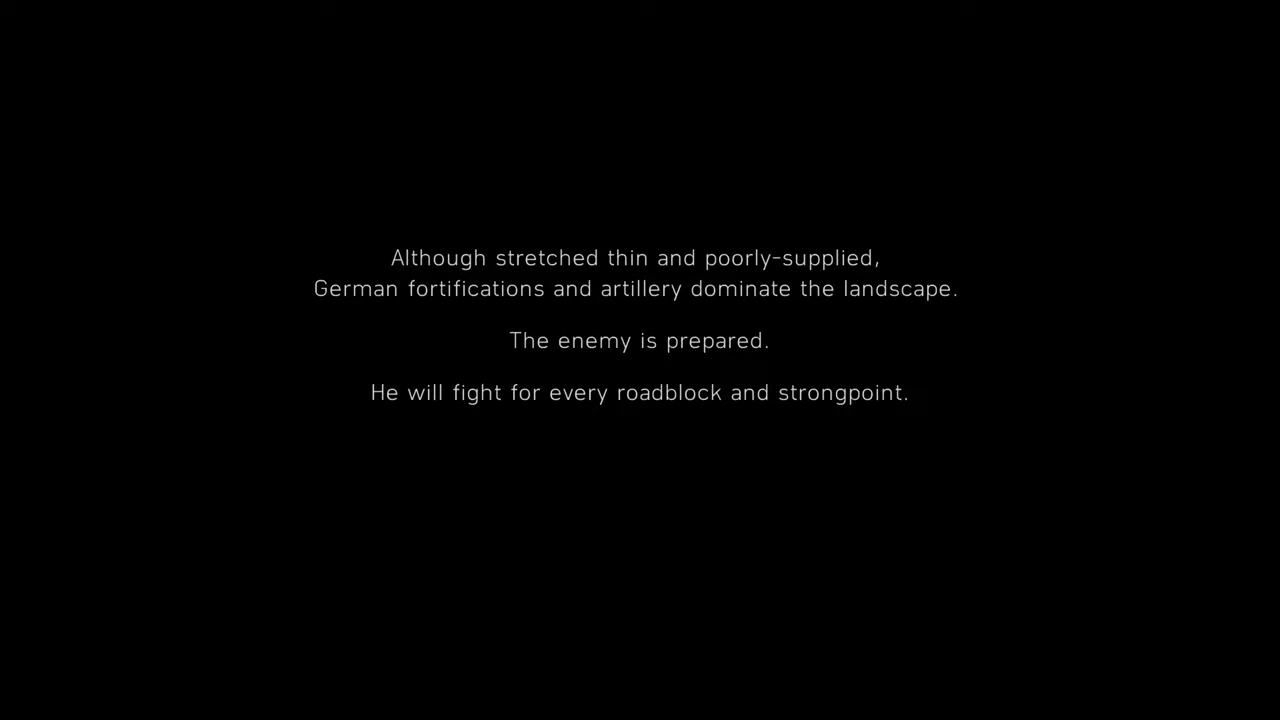 Although stretched thin and poorly-supplied,
German fortifications and artillery dominate the landscape.
The enemy is prepared.
He will fight for every roadblock and strongpoint.